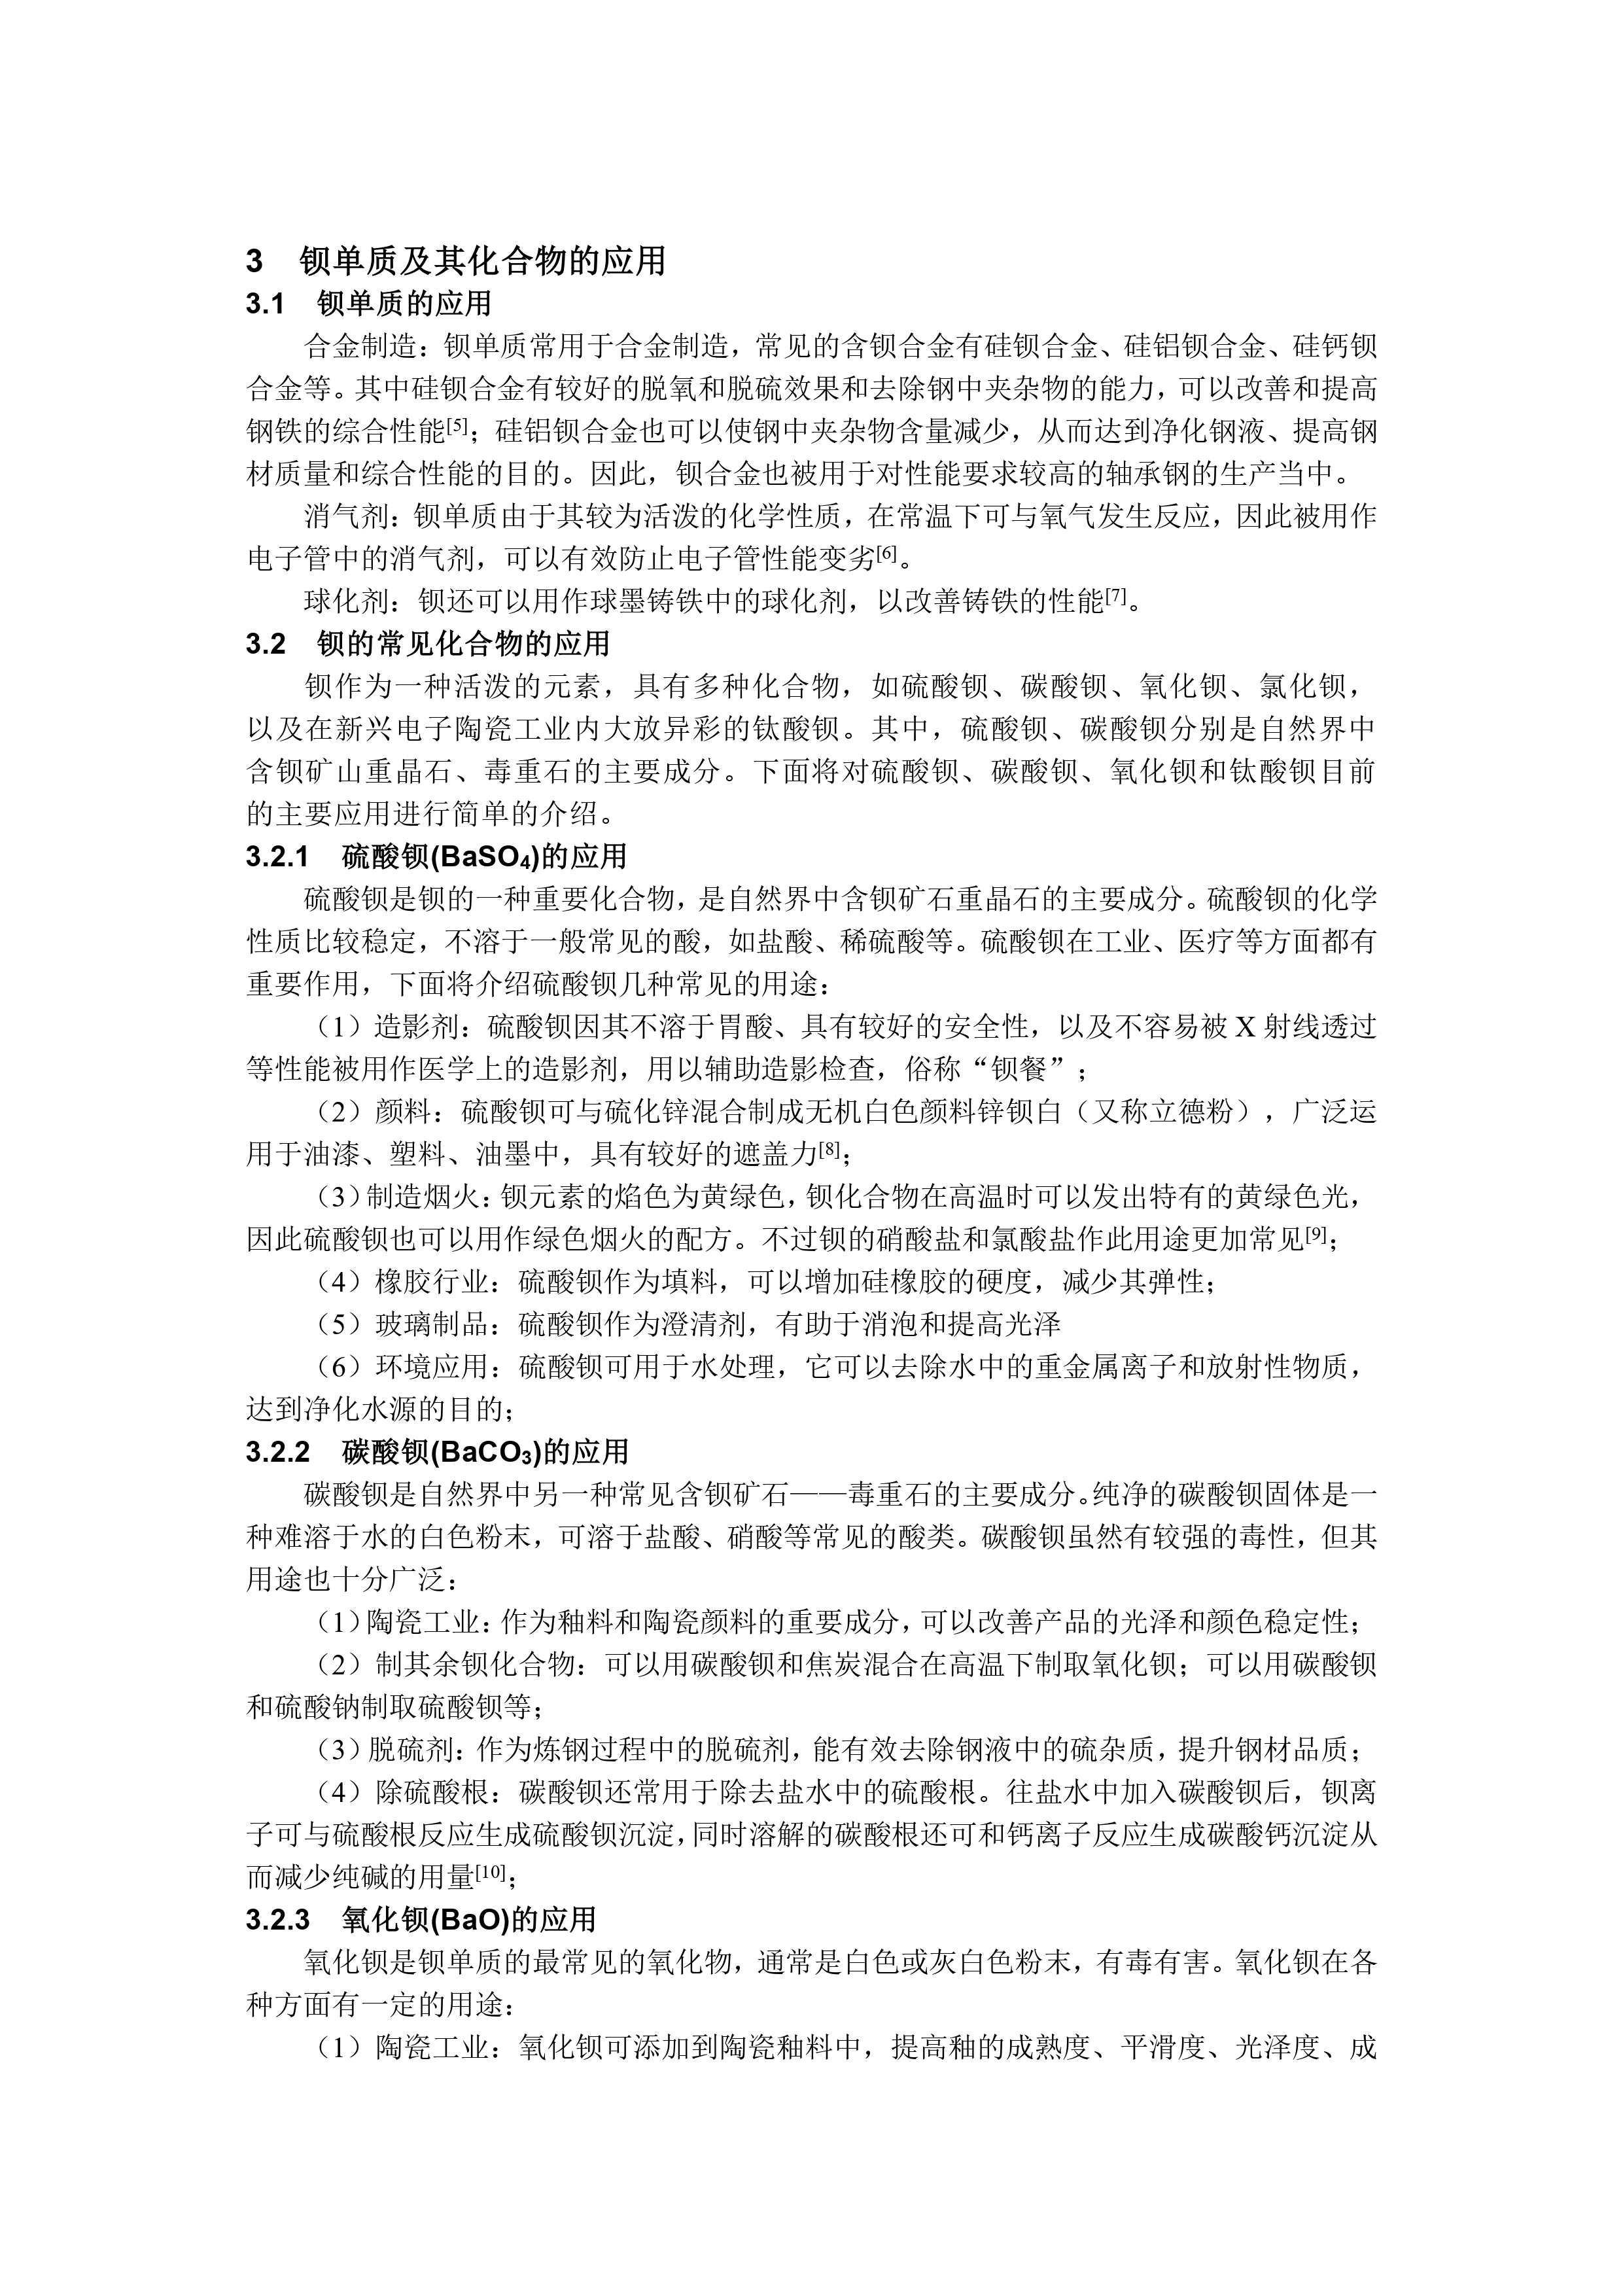 3 钡单质及其化合物的应用
3.1 钡单质的应用
合金制造：钡单质常用于合金制造，常见的含钡合金有硅钡合金、硅铝钡合金、硅钙钡
合金等。其中硅钡合金有较好的脱氧和脱硫效果和去除钢中夹杂物的能力，可以改善和提高
钢铁的综合性能[5]；硅铝钡合金也可以使钢中夹杂物含量减少，从而达到净化钢液、提高钢
材质量和综合性能的目的。因此，钡合金也被用于对性能要求较高的轴承钢的生产当中。
消气剂：钡单质由于其较为活泼的化学性质，在常温下可与氧气发生反应，因此被用作
电子管中的消气剂，可以有效防止电子管性能变劣[6]。
球化剂：钡还可以用作球墨铸铁中的球化剂，以改善铸铁的性能[7]。
3.2 钡的常见化合物的应用
钡作为一种活泼的元素，具有多种化合物，如硫酸钡、碳酸钡、氧化钡、氯化钡，
以及在新兴电子陶瓷工业内大放异彩的钛酸钡。其中，硫酸钡、碳酸钡分别是自然界中
含钡矿山重晶石、毒重石的主要成分。下面将对硫酸钡、碳酸钡、氧化钡和钛酸钡目前
的主要应用进行简单的介绍。
3.2.1 硫酸钡(BaSO₄)的应用
硫酸钡是钡的一种重要化合物，是自然界中含钡矿石重晶石的主要成分。硫酸钡的化学
性质比较稳定，不溶于一般常见的酸，如盐酸、稀硫酸等。硫酸钡在工业、医疗等方面都有
重要作用，下面将介绍硫酸钡几种常见的用途：
（1）造影剂：硫酸钡因其不溶于胃酸、具有较好的安全性，以及不容易被 X 射线透过
等性能被用作医学上的造影剂，用以辅助造影检查，俗称“钡餐”；
（2）颜料：硫酸钡可与硫化锌混合制成无机白色颜料锌钡白（又称立德粉），广泛运
用于油漆、塑料、油墨中，具有较好的遮盖力[8]；
（3）制造烟火：钡元素的焰色为黄绿色，钡化合物在高温时可以发出特有的黄绿色光，
因此硫酸钡也可以用作绿色烟火的配方。不过钡的硝酸盐和氯酸盐作此用途更加常见[9]；
（4）橡胶行业：硫酸钡作为填料，可以增加硅橡胶的硬度，减少其弹性；
（5）玻璃制品：硫酸钡作为澄清剂，有助于消泡和提高光泽
（6）环境应用：硫酸钡可用于水处理，它可以去除水中的重金属离子和放射性物质，
达到净化水源的目的；
3.2.2 碳酸钡(BaCO₃)的应用
碳酸钡是自然界中另一种常见含钡矿石——毒重石的主要成分。纯净的碳酸钡固体是一
种难溶于水的白色粉末，可溶于盐酸、硝酸等常见的酸类。碳酸钡虽然有较强的毒性，但其
用途也十分广泛：
（1）陶瓷工业：作为釉料和陶瓷颜料的重要成分，可以改善产品的光泽和颜色稳定性；
（2）制其余钡化合物：可以用碳酸钡和焦炭混合在高温下制取氧化钡；可以用碳酸钡
和硫酸钠制取硫酸钡等；
（3）脱硫剂：作为炼钢过程中的脱硫剂，能有效去除钢液中的硫杂质，提升钢材品质；
（4）除硫酸根：碳酸钡还常用于除去盐水中的硫酸根。往盐水中加入碳酸钡后，钡离
子可与硫酸根反应生成硫酸钡沉淀，同时溶解的碳酸根还可和钙离子反应生成碳酸钙沉淀从
而减少纯碱的用量[10]；
3.2.3 氧化钡(BaO)的应用
氧化钡是钡单质的最常见的氧化物，通常是白色或灰白色粉末，有毒有害。氧化钡在各
种方面有一定的用途：
（1）陶瓷工业：氧化钡可添加到陶瓷釉料中，提高釉的成熟度、平滑度、光泽度、成